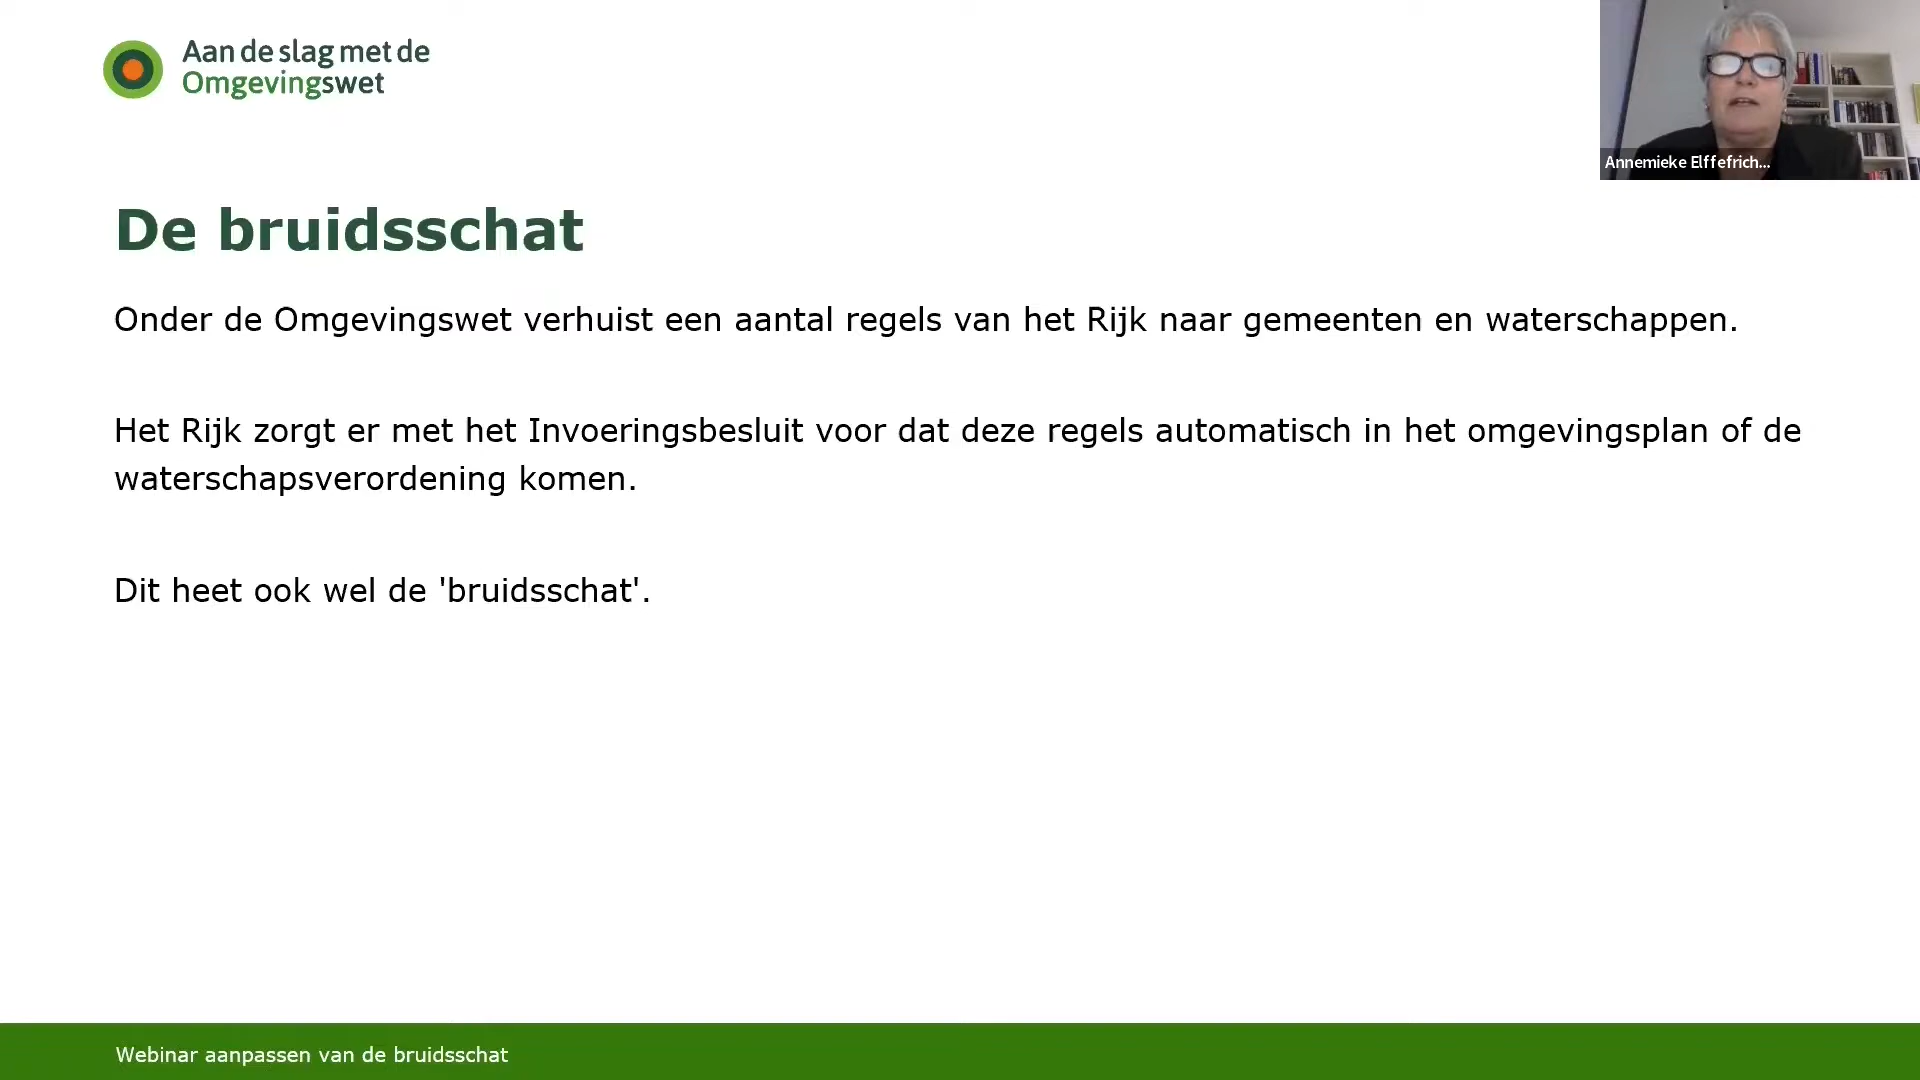 Aan de slag met de
Omgevingswet
Annemieke Elffefrich...
De bruidsschat
Onder de Omgevingswet verhuist een aantal regels van het Rijk naar gemeenten en waterschappen.
Het Rijk zorgt er met het Invoeringsbesluit voor dat deze regels automatisch in het omgevingsplan of de
waterschapsverordening komen.
Dit heet ook wel de 'bruidsschat'.
Webinar aanpassen van de bruidsschat